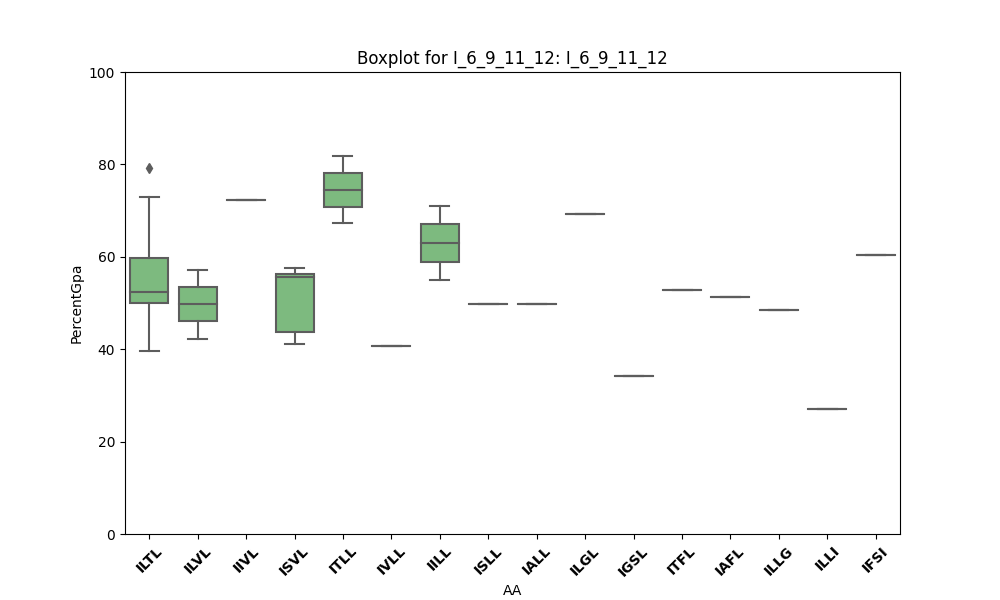 Boxplot for I_6_9_11_12: I_6_9_11_12
100
80
60
40
20
0
PercentGpa
ILTL ILVL IIVL ISVL ITLL IVLL IILL ISLL IALL ILGL IGSL ITFL IAFL ILLG ILLI IFSI
AA